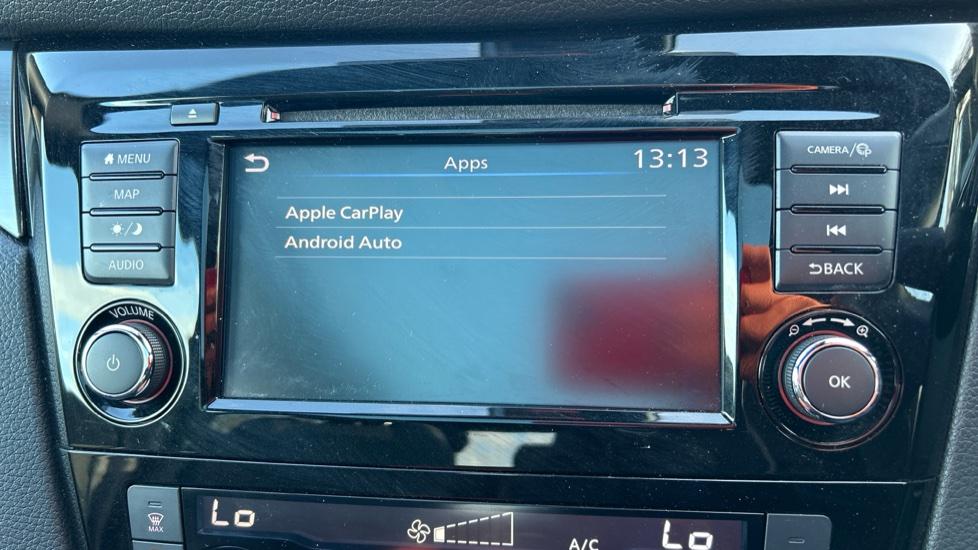 MENU
MAP
AUDIO
VOLUME
Apps
13:13
Apple CarPlay
Android Auto
CAMERA/
BACK
OK
Lo
MAX
A/C
Lo